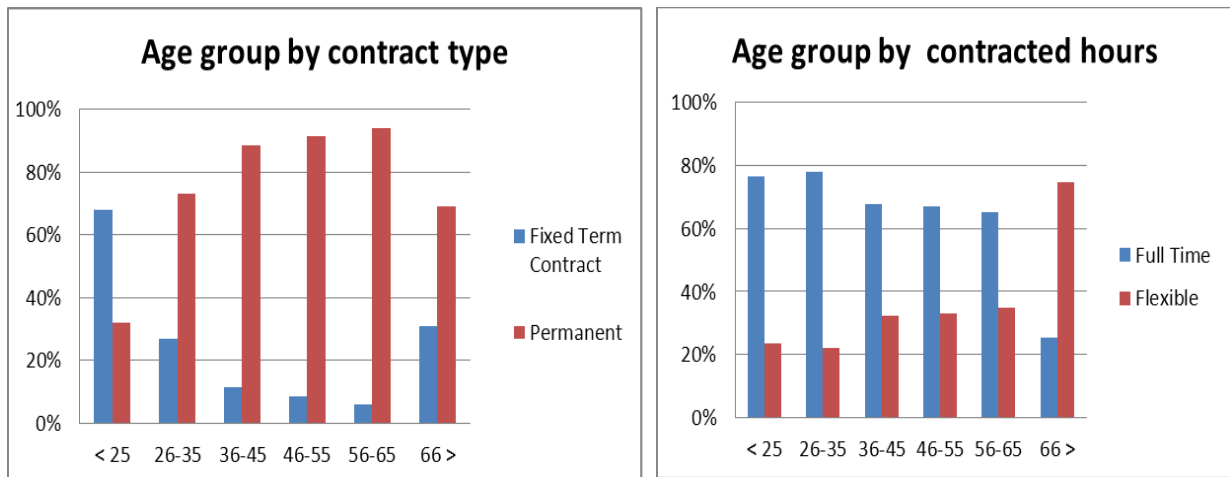 Age group by contract type
100%
80%
60%
40%
20%
0%
< 25 26-35 36-45 46-55 56-65 66 >
Fixed Term
Contract
Permanent
Age group by  contracted hours
100%
80%
60%
40%
20%
0%
< 25 26-35 36-45 46-55 56-65 66 >
Full Time
Flexible